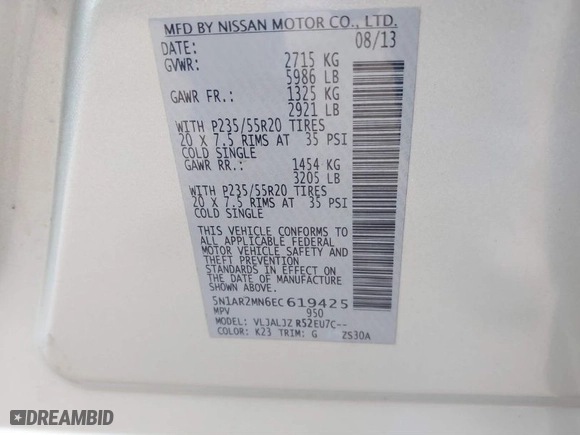 MFD BY NISSAN MOTOR CO., LTD.
DATE: 08/13
GVWR: 2715 KG
5986 LB
GAWR FR.: 1325 KG
2921 LB
WITH P235/55R20 TIRES
20 X 7.5 RIMS AT 35 PSI
COLD SINGLE
GAWR RR.: 1454 KG
3205 LB
WITH P235/55R20 TIRES
20 X 7.5 RIMS AT 35 PSI
COLD SINGLE
THIS VEHICLE CONFORMS TO
ALL APPLICABLE FEDERAL
MOTOR VEHICLE SAFETY AND
THEFT PREVENTION
STANDARDS IN EFFECT ON
THE DATE OF MANUFACTURE
SHOWN ABOVE.
5N1AR2MN6EC619425
MPV 950
MODEL: VLJALJZ R52EU7C--
COLOR: K23 TRIM: G 2S30A
DREAMBID